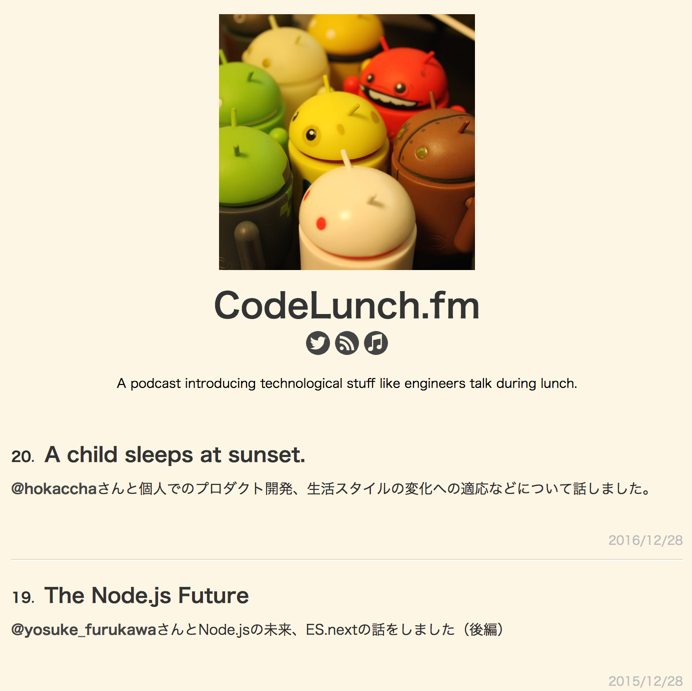 CodeLunch.fm
A podcast introducing technological stuff like engineers talk during lunch.
20. A child sleeps at sunset.
@hokacchaさんと個人でのプロダクト開発、生活スタイルの変化への適応などについて話しました。
2016/12/28
19. The Node.js Future
@yosuke_furukawaさんとNode.jsの未来、ES.nextの話をしました（後編）
2015/12/28